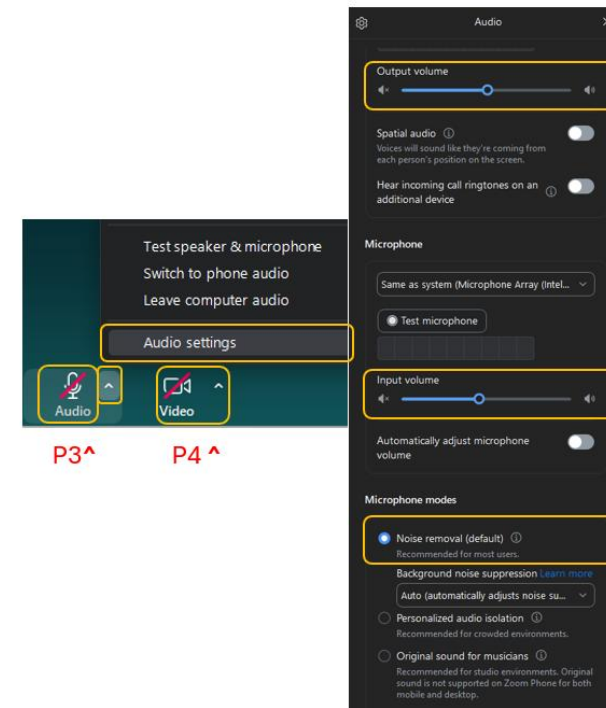 Test speaker & microphone
Switch to phone audio
Leave computer audio
Audio settings
Audio
Video
P3^
P4 ^
Audio
Output volume
Spatial audio
Voices will sound like they're coming from
each person's position on the screen.
Hear incoming call ringtones on an
additional device
Microphone
Same as system (Microphone Array (Intel...
Test microphone
Input volume
Automatically adjust microphone
volume
Microphone modes
Noise removal (default)
Recommended for most users.
Background noise suppression Learn more
Auto (automatically adjusts noise su...
Personalized audio isolation
Recommended for crowded environments.
Original sound for musicians
Recommended for studio environments. Original
sound is not supported on Zoom Phone for both
mobile and desktop.